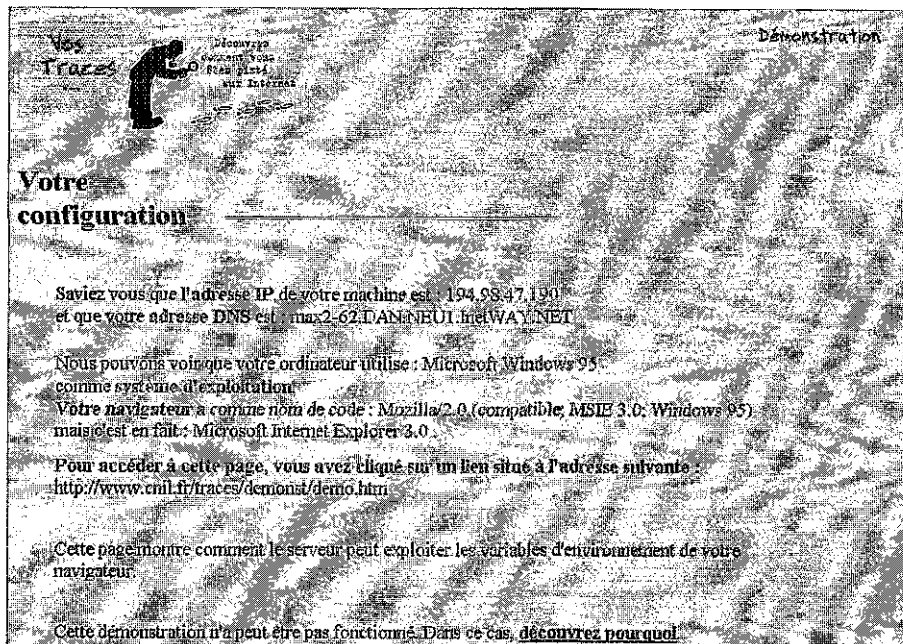 Vos
Traces
Découvrez
comment vous
êtes pisté
sur Internet
Démonstration
Votre
configuration
Saviez vous que l'adresse IP de votre machine est : 194.98.47.190
et que votre adresse DNS est : max2-62.DAN.NEU1.InetWAY.NET
Nous pouvons voir que votre ordinateur utilise : Microsoft Windows 95
comme système d'exploitation.
Votre navigateur a comme nom de code : Mozilla/2.0 (compatible; MSIE 3.0; Windows 95)
mais c'est en fait : Microsoft Internet Explorer 3.0 .
Pour accéder à cette page, vous avez cliqué sur un lien situé à l'adresse suivante :
http://www.cnil.fr/traces/demonst/demo.htm
Cette page montre comment le serveur peut exploiter les variables d'environnement de votre
navigateur.
Cette démonstration n'a peut être pas fonctionné. Dans ce cas, découvrez pourquoi